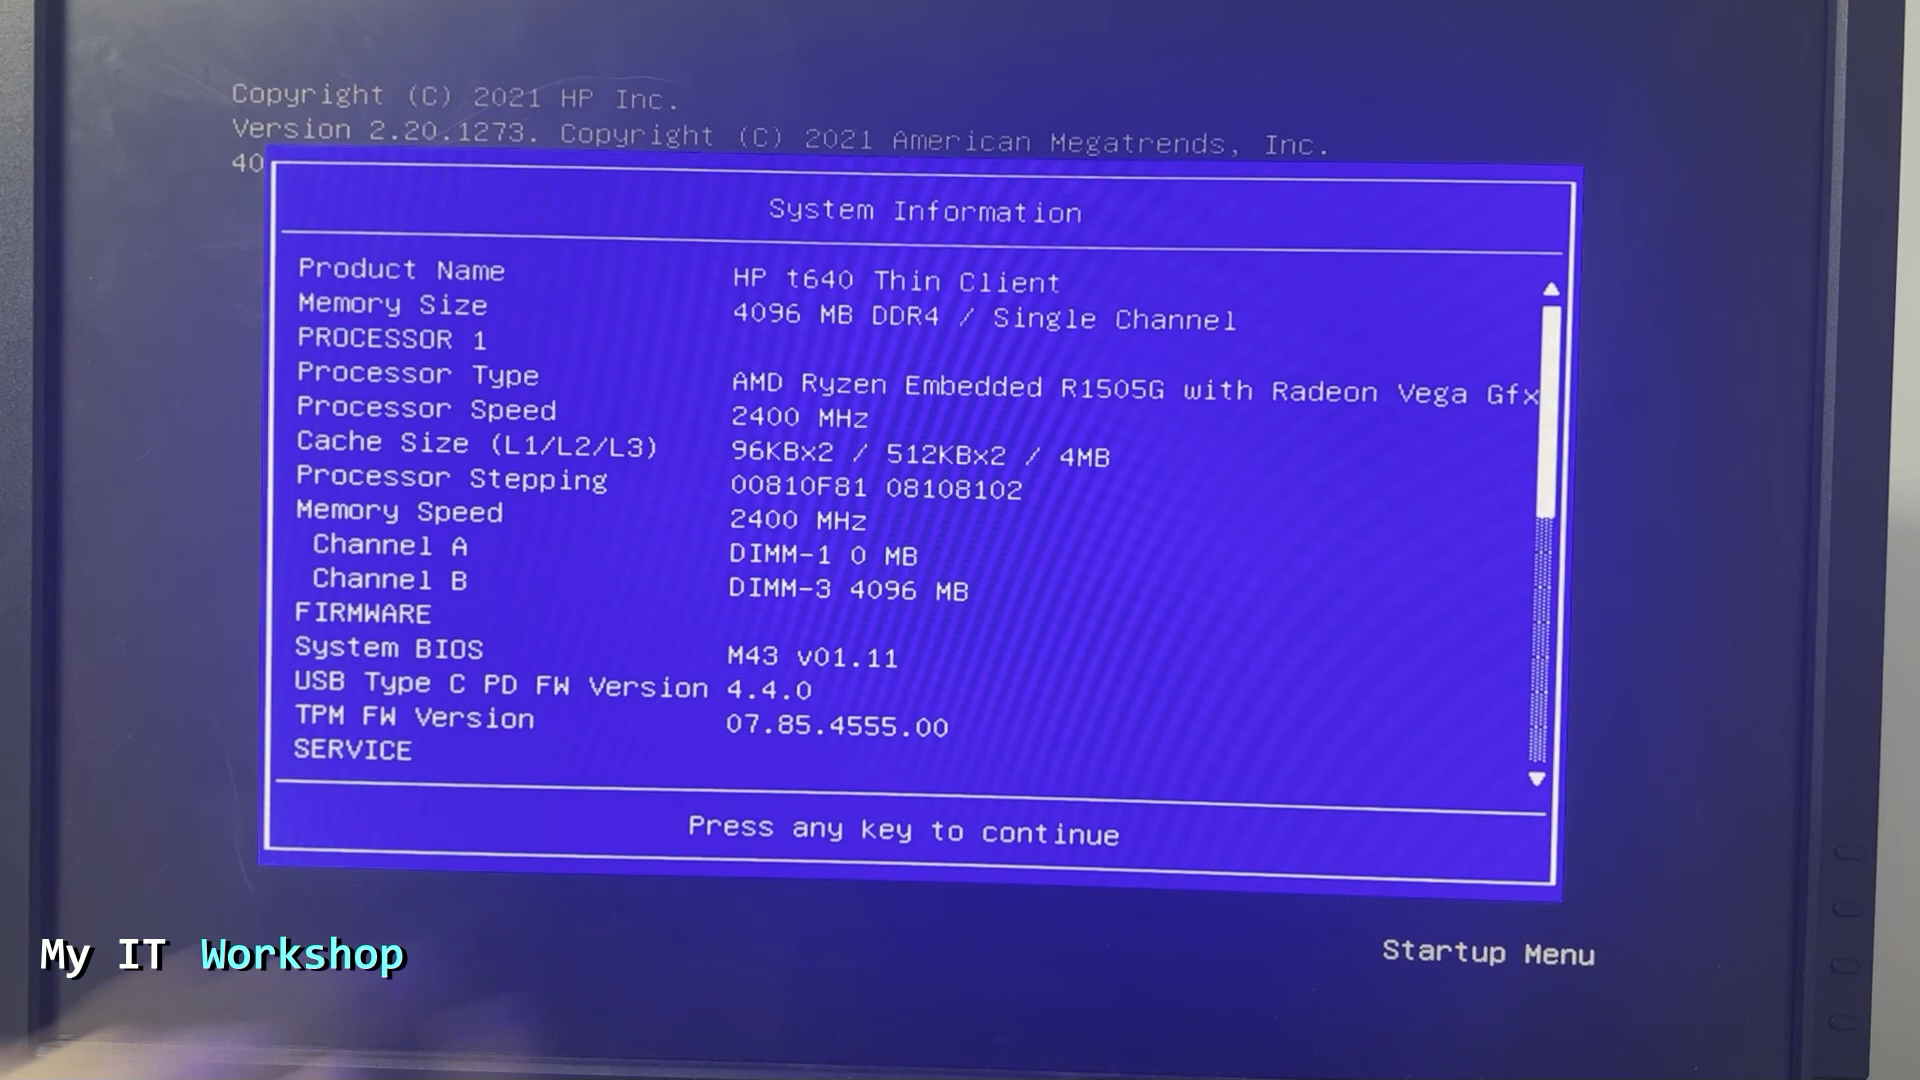 Copyright (C) 2021 HP Inc.
Version 2.20.1273. Copyright (C) 2021 American Megatrends, Inc.
40
System Information
Product Name HP t640 Thin Client
Memory Size 4096 MB DDR4 / Single Channel
PROCESSOR 1
Processor Type AMD Ryzen Embedded R1505G with Radeon Vega Gfx
Processor Speed 2400 MHz
Cache Size (L1/L2/L3) 96KBx2 / 512KBx2 / 4MB
Processor Stepping 00810F81 08108102
Memory Speed 2400 MHz
Channel A DIMM-1 0 MB
Channel B DIMM-3 4096 MB
FIRMWARE
System BIOS M43 v01.11
USB Type C PD FW Version 4.4.0
TPM FW Version 07.85.4555.00
SERVICE
Press any key to continue
My IT Workshop
Startup Menu